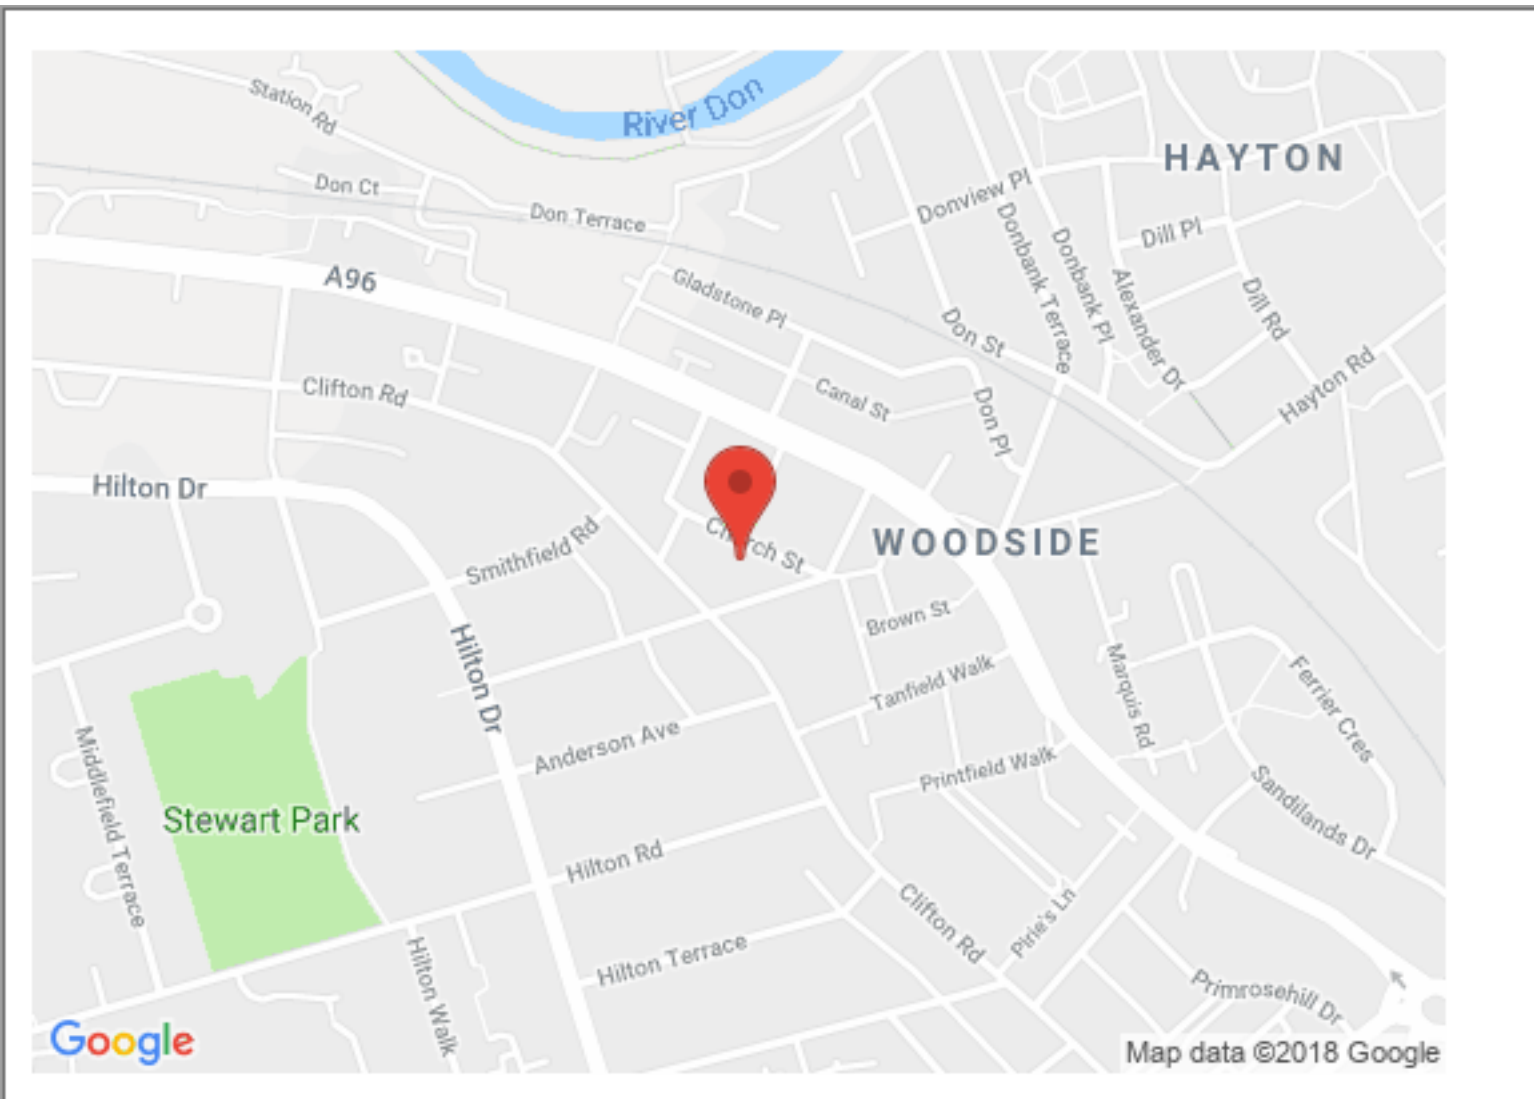 River Don
Station Rd
HAYTON
Don Ct
Donview Pl
Don Terrace
Dill Pl
Donbank Terrace
Donbank Pl
A96
Gladstone Pl
Alexander Dr
Dill Rd
Don St
Clifton Rd
Canal St
Hayton Rd
Don Pl
Hilton Dr
Church St
WOODSIDE
Smithfield Rd
Brown St
Hilton Dr
Tanfield Walk
Marquis Rd
Ferrier Cres
Anderson Ave
Middlefield Terrace
Printfield Walk
Stewart Park
Sandilands Dr
Hilton Rd
Clifton Rd
Pirie's Ln
Hilton Terrace
Hilton Walk
Primrosehill Dr
Google
Map data ©2018 Google